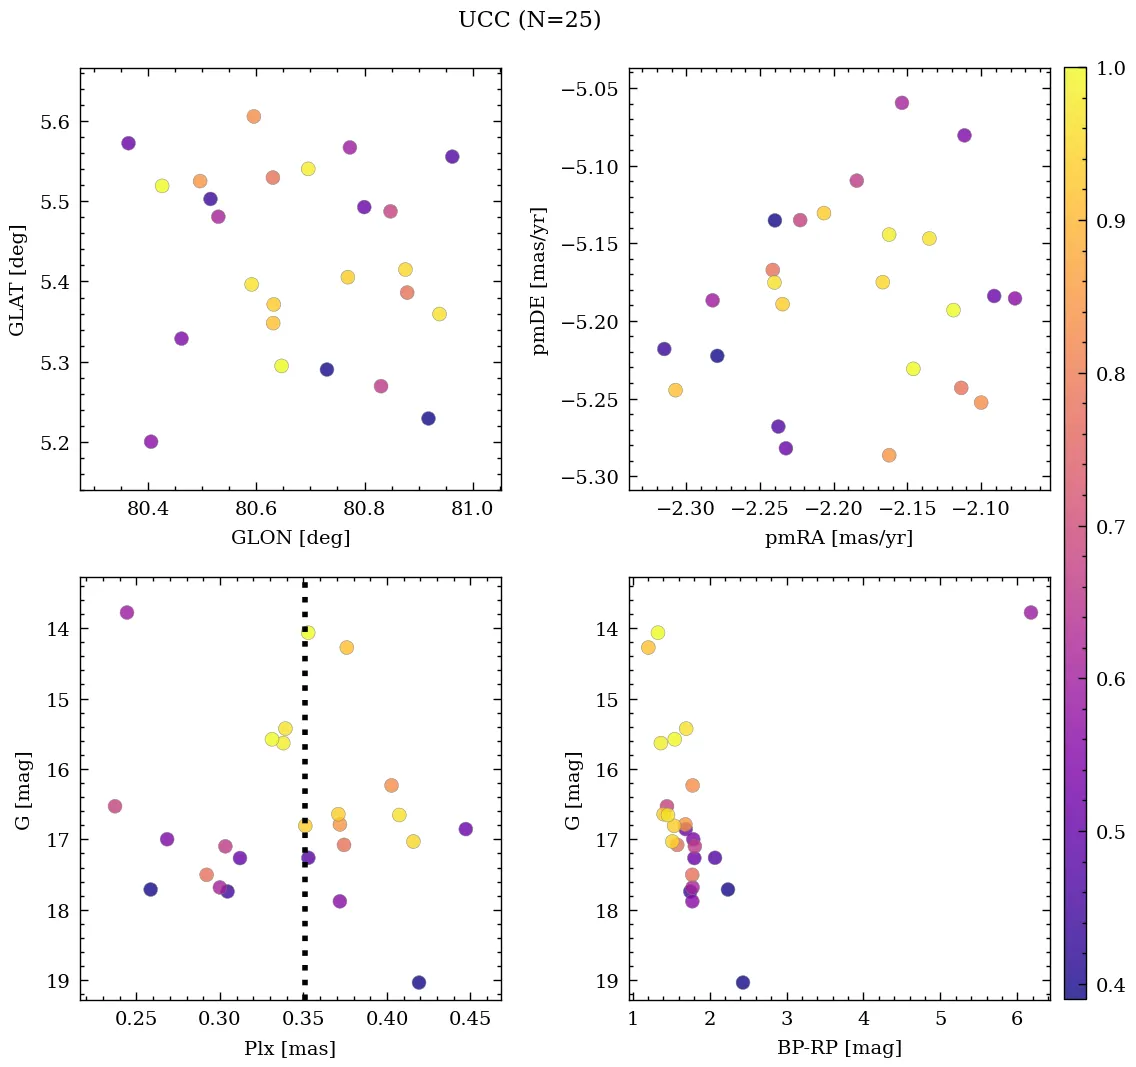 UCC (N=25)
5.6
5.5
5.4
5.3
5.2
GLAT [deg]
80.4 80.6 80.8 81.0
GLON [deg]
−5.05
−5.10
−5.15
−5.20
−5.25
−5.30
pmDE [mas/yr]
−2.30 −2.25 −2.20 −2.15 −2.10
pmRA [mas/yr]
14
15
16
17
18
19
G [mag]
0.25 0.30 0.35 0.40 0.45
Plx [mas]
14
15
16
17
18
19
G [mag]
1 2 3 4 5 6
BP-RP [mag]
1.0
0.9
0.8
0.7
0.6
0.5
0.4